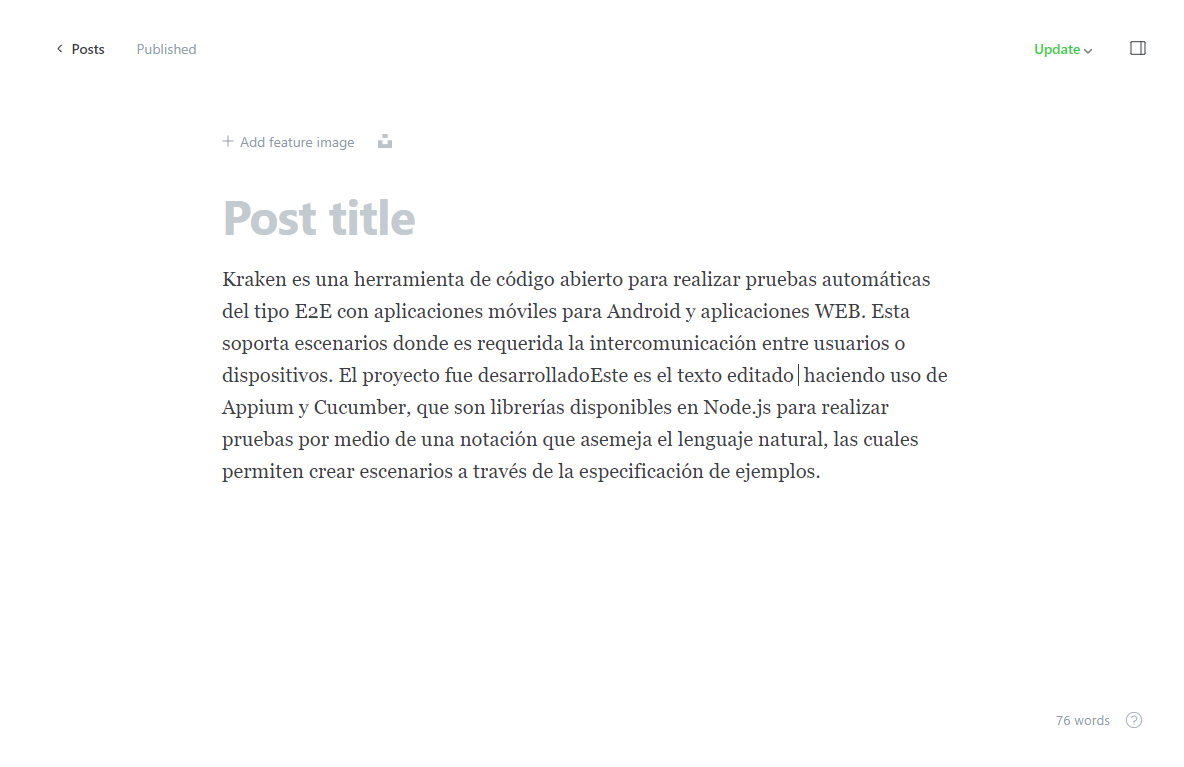 Posts
Published
Update
Add feature image
Post title
Kraken es una herramienta de código abierto para realizar pruebas automáticas
del tipo E2E con aplicaciones móviles para Android y aplicaciones WEB. Esta
soporta escenarios donde es requerida la intercomunicación entre usuarios o
dispositivos. El proyecto fue desarrolladoEste es el texto editado haciendo uso de
Appium y Cucumber, que son librerías disponibles en Node.js para realizar
pruebas por medio de una notación que asemeja el lenguaje natural, las cuales
permiten crear escenarios a través de la especificación de ejemplos.
76 words